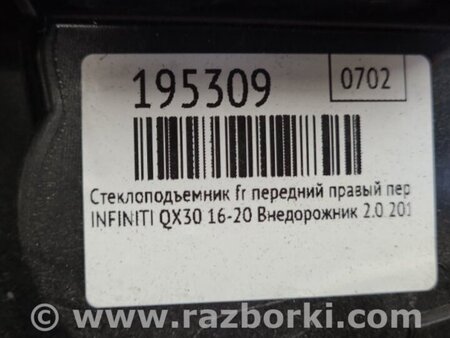 195309
0702
Стеклоподъемник fr передний правый пер
INFINITI QX30 16-20 Внедорожник 2.0 201
© www.razborki.com